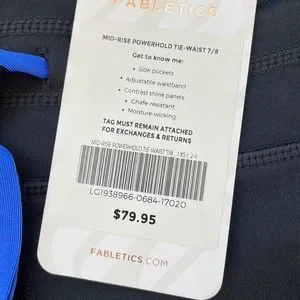 FABLETICS
MID-RISE POWERHOLD TIE-WAIST 7/8
Get to know me:
• Side pockets
• Adjustable waistband
• Contrast shine panels
• Chafe-resistant
• Moisture-wicking
TAG MUST REMAIN ATTACHED
FOR EXCHANGES & RETURNS
MID-RISE POWERHOLD TIE-WAIST 7/8 | XS | 24
LG1938966-0684-17020
$79.95
FABLETICS.COM